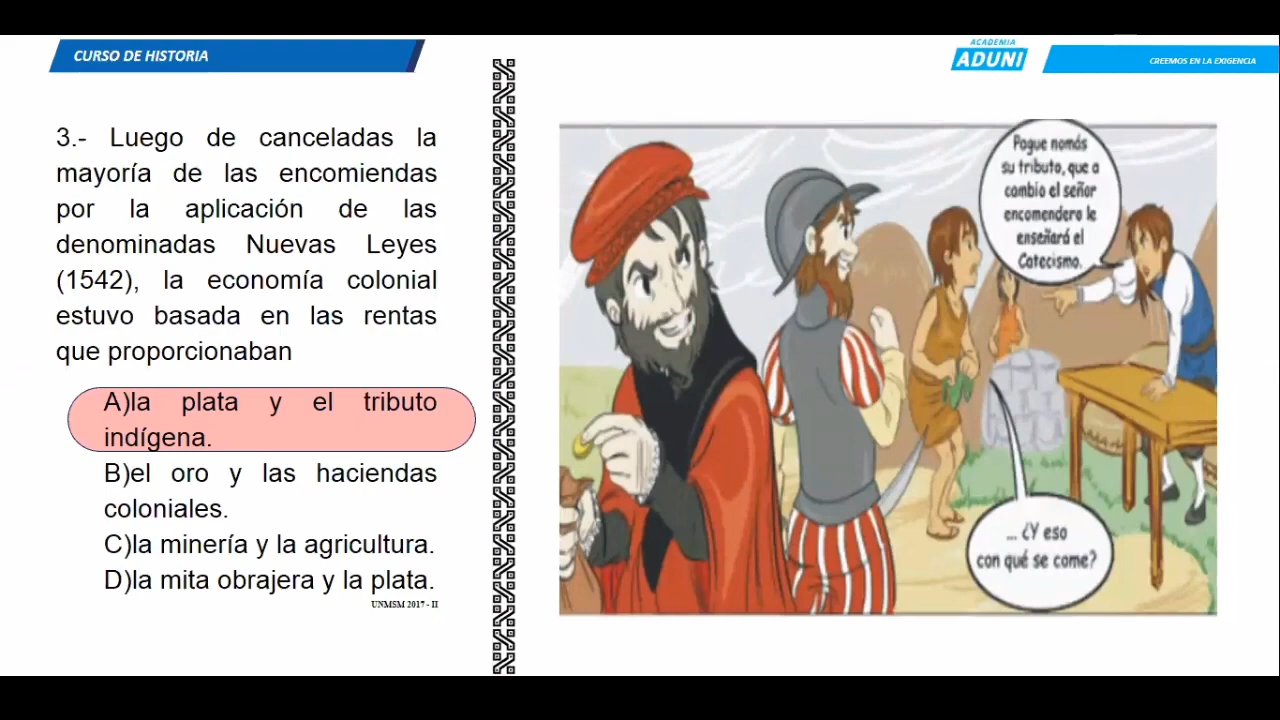 CURSO DE HISTORIA
ACADEMIA
ADUNI
CREEMOS EN LA EXIGENCIA
3.- Luego de canceladas la
mayoría de las encomiendas
por la aplicación de las
denominadas Nuevas Leyes
(1542), la economía colonial
estuvo basada en las rentas
que proporcionaban
A)la plata y el tributo
indígena.
B)el oro y las haciendas
coloniales.
C)la minería y la agricultura.
D)la mita obrajera y la plata.
UNMSM 2017 - II
Pague nomás
su tributo, que a
cambio el señor
encomendero le
enseñará el
Catecismo.
... ¿Y eso
con qué se come?